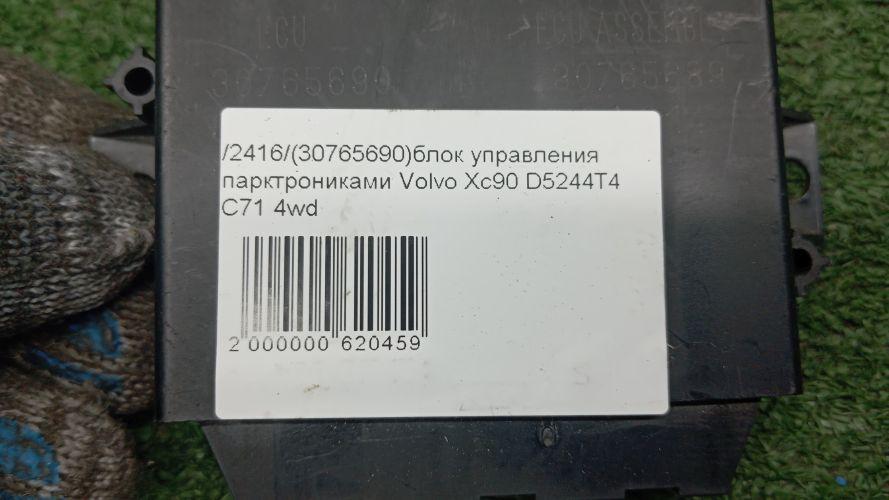 ECU
ECU ASSEMBL
30765690
30765689
/2416/(30765690)блок управления
парктрониками Volvo Xc90 D5244T4
C71 4wd
2 000000 620459